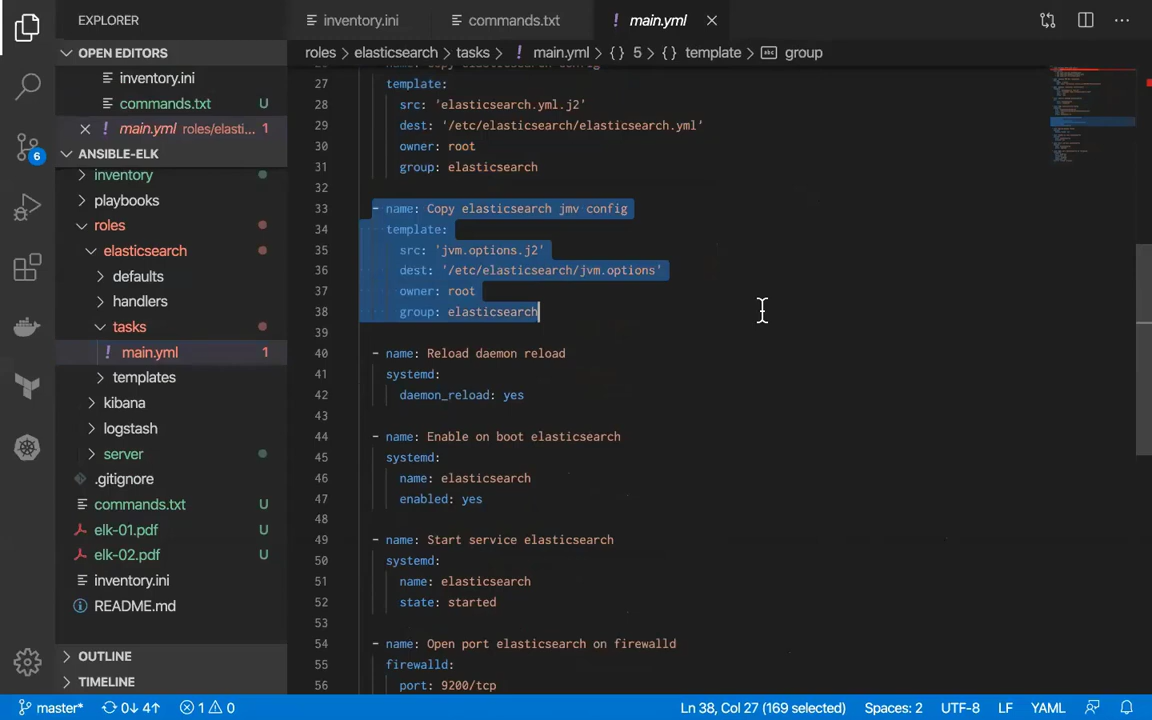 EXPLORER
inventory.ini
commands.txt
! main.yml
OPEN EDITORS
roles > elasticsearch > tasks > ! main.yml > {} 5 > {} template > abc group
inventory.ini
commands.txt U
! main.yml roles/elasti... 1
ANSIBLE-ELK
inventory
playbooks
roles
elasticsearch
defaults
handlers
tasks
! main.yml 1
templates
kibana
logstash
server
.gitignore
commands.txt U
elk-01.pdf U
elk-02.pdf U
inventory.ini
README.md
OUTLINE
TIMELINE
6
27 template:
28 src: 'elasticsearch.yml.j2'
29 dest: '/etc/elasticsearch/elasticsearch.yml'
30 owner: root
31 group: elasticsearch
32
33 - name: Copy elasticsearch jmv config
34 template:
35 src: 'jvm.options.j2'
36 dest: '/etc/elasticsearch/jvm.options'
37 owner: root
38 group: elasticsearch
39
40 - name: Reload daemon reload
41 systemd:
42 daemon_reload: yes
43
44 - name: Enable on boot elasticsearch
45 systemd:
46 name: elasticsearch
47 enabled: yes
48
49 - name: Start service elasticsearch
50 systemd:
51 name: elasticsearch
52 state: started
53
54 - name: Open port elasticsearch on firewalld
55 firewalld:
56 port: 9200/tcp
master* 0↓ 4↑ 1 0 Ln 38, Col 27 (169 selected) Spaces: 2 UTF-8 LF YAML